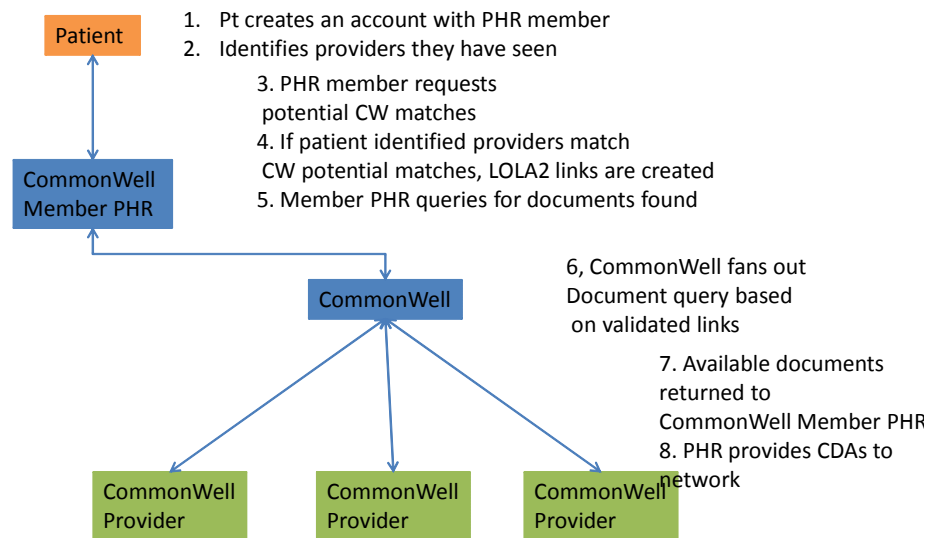 Patient
1. Pt creates an account with PHR member
2. Identifies providers they have seen
3. PHR member requests
potential CW matches
4. If patient identified providers match
CW potential matches, LOLA2 links are created
5. Member PHR queries for documents found
CommonWell
Member PHR
6, CommonWell fans out
Document query based
on validated links
CommonWell
7. Available documents
returned to
CommonWell Member PHR
8. PHR provides CDAs to
network
CommonWell
Provider
CommonWell
Provider
CommonWell
Provider